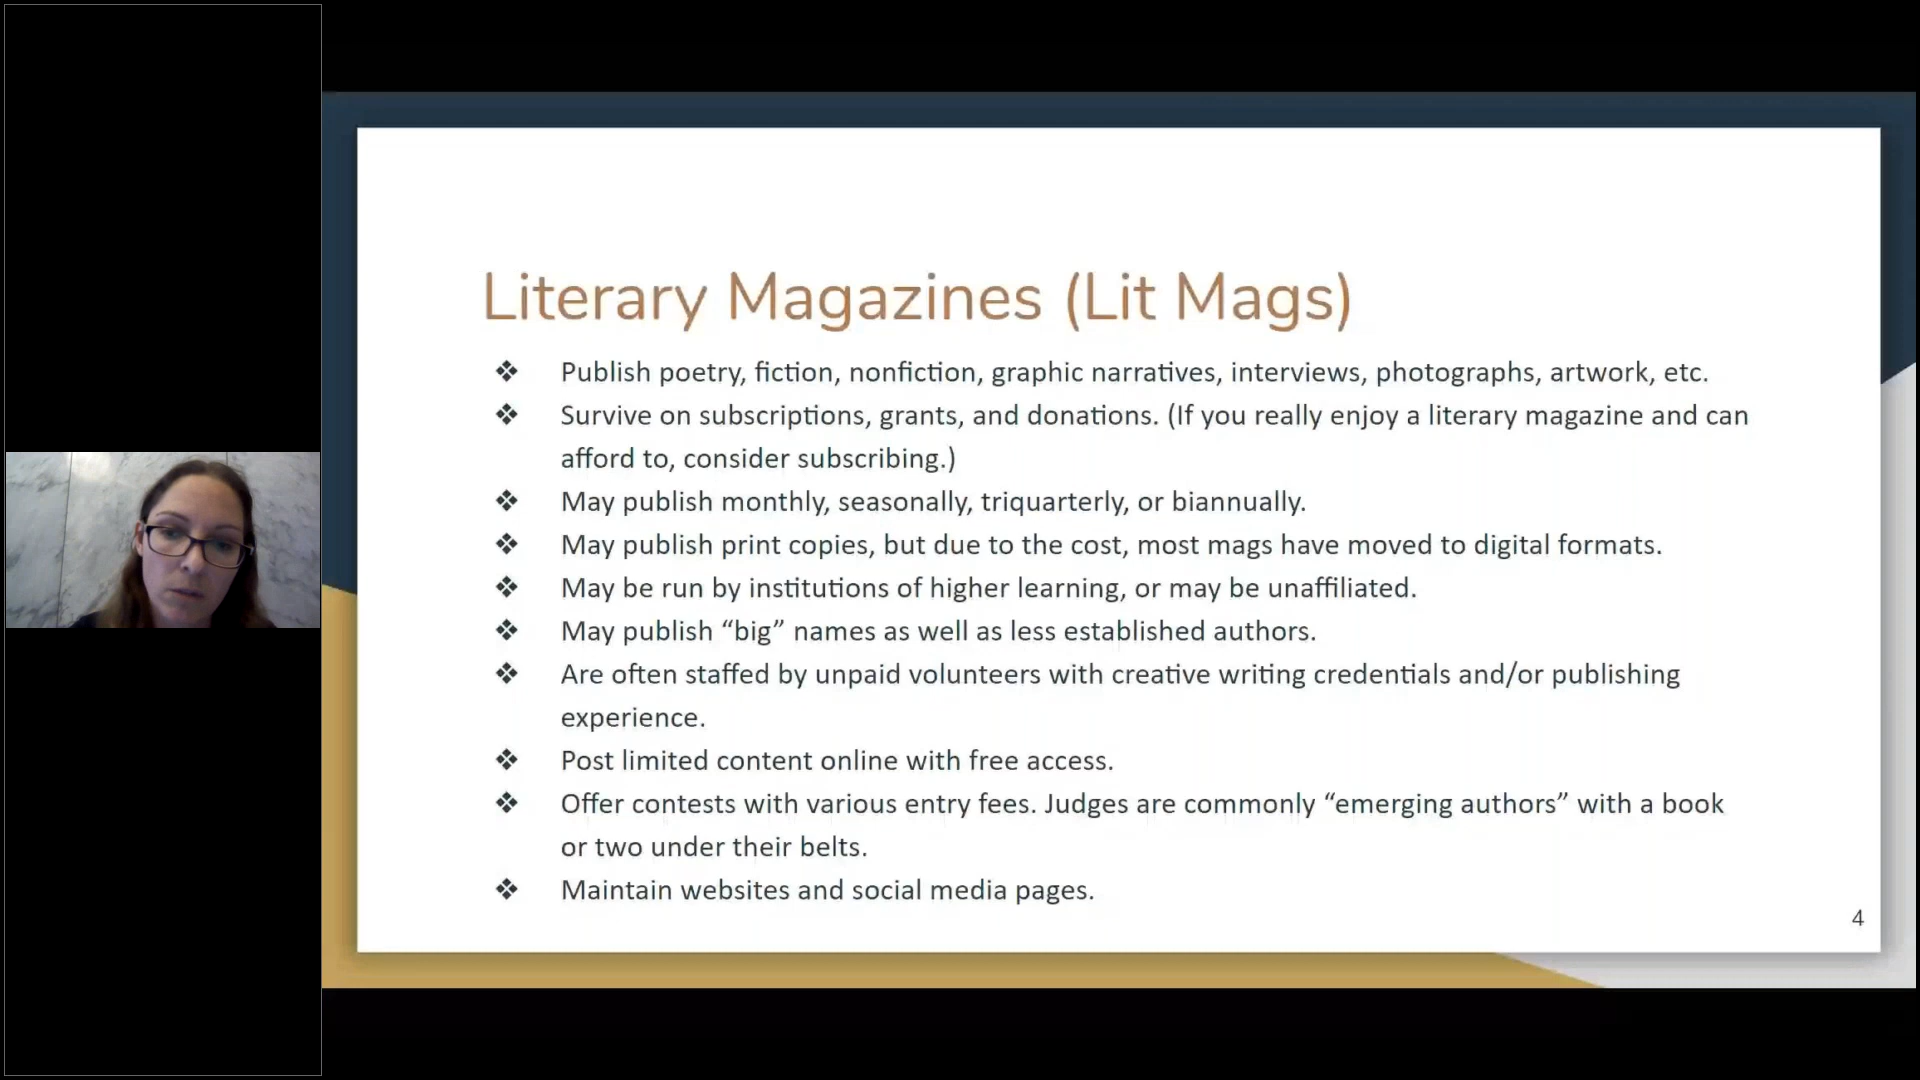 Literary Magazines (Lit Mags)
❖ Publish poetry, fiction, nonfiction, graphic narratives, interviews, photographs, artwork, etc.
❖ Survive on subscriptions, grants, and donations. (If you really enjoy a literary magazine and can
afford to, consider subscribing.)
❖ May publish monthly, seasonally, triquarterly, or biannually.
❖ May publish print copies, but due to the cost, most mags have moved to digital formats.
❖ May be run by institutions of higher learning, or may be unaffiliated.
❖ May publish “big” names as well as less established authors.
❖ Are often staffed by unpaid volunteers with creative writing credentials and/or publishing
experience.
❖ Post limited content online with free access.
❖ Offer contests with various entry fees. Judges are commonly “emerging authors” with a book
or two under their belts.
❖ Maintain websites and social media pages.
4